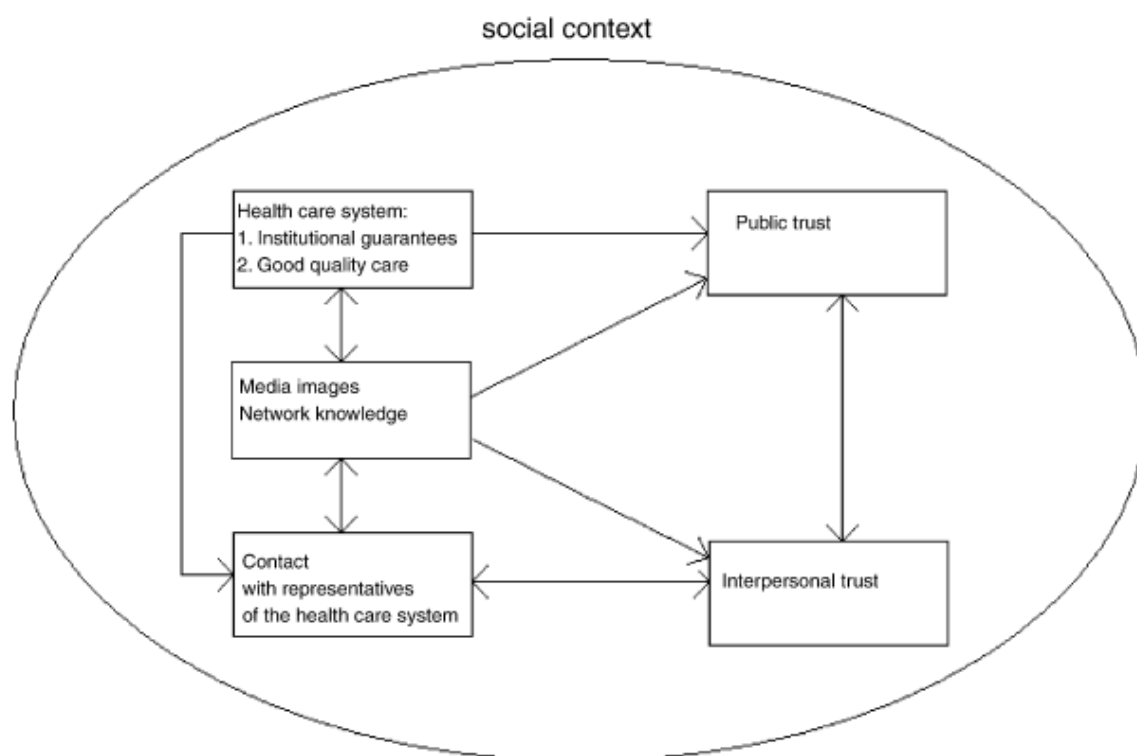 social context
Health care system:
1. Institutional guarantees
2. Good quality care
Public trust
Media images
Network knowledge
Contact
with representatives
of the health care system
Interpersonal trust